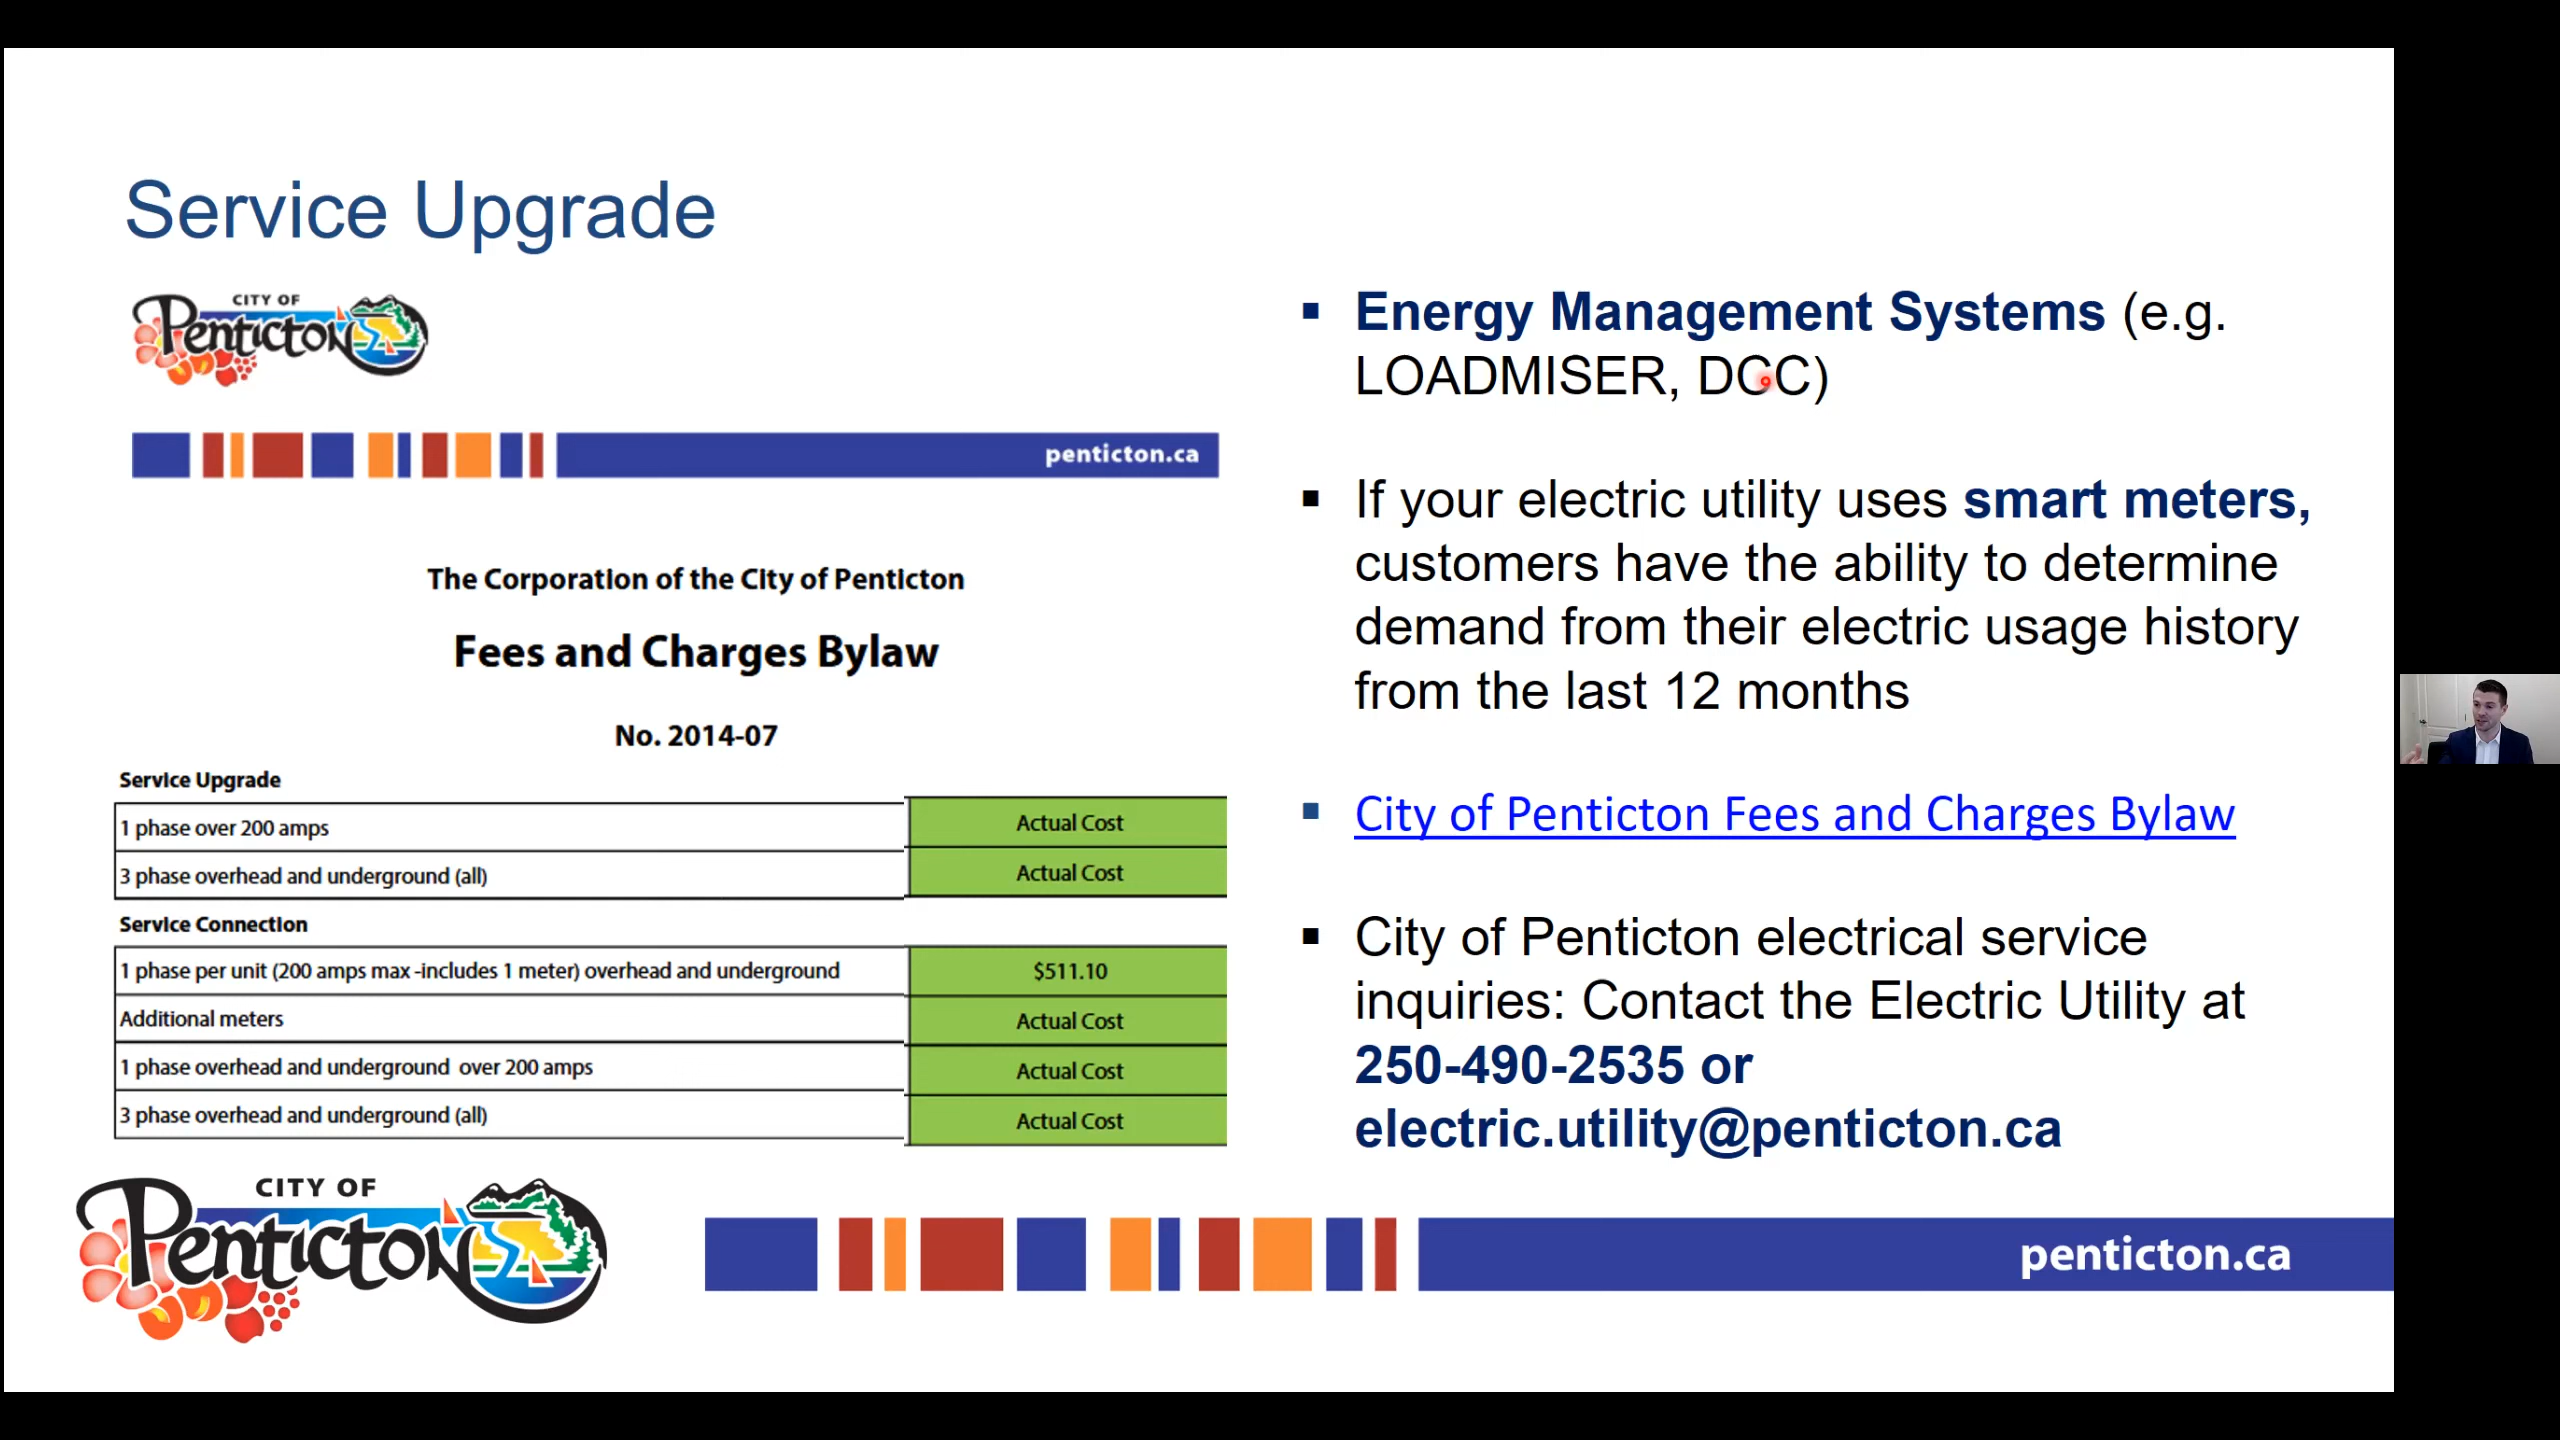 Service Upgrade
CITY OF
Penticton
penticton.ca
The Corporation of the City of Penticton
Fees and Charges Bylaw
No. 2014-07
Service Upgrade
1 phase over 200 amps Actual Cost
3 phase overhead and underground (all) Actual Cost
Service Connection
1 phase per unit (200 amps max -includes 1 meter) overhead and underground $511.10
Additional meters Actual Cost
1 phase overhead and underground over 200 amps Actual Cost
3 phase overhead and underground (all) Actual Cost
Energy Management Systems (e.g.
LOADMISER, DCC)
If your electric utility uses smart meters,
customers have the ability to determine
demand from their electric usage history
from the last 12 months
City of Penticton Fees and Charges Bylaw
City of Penticton electrical service
inquiries: Contact the Electric Utility at
250-490-2535 or
electric.utility@penticton.ca
CITY OF
Penticton
penticton.ca